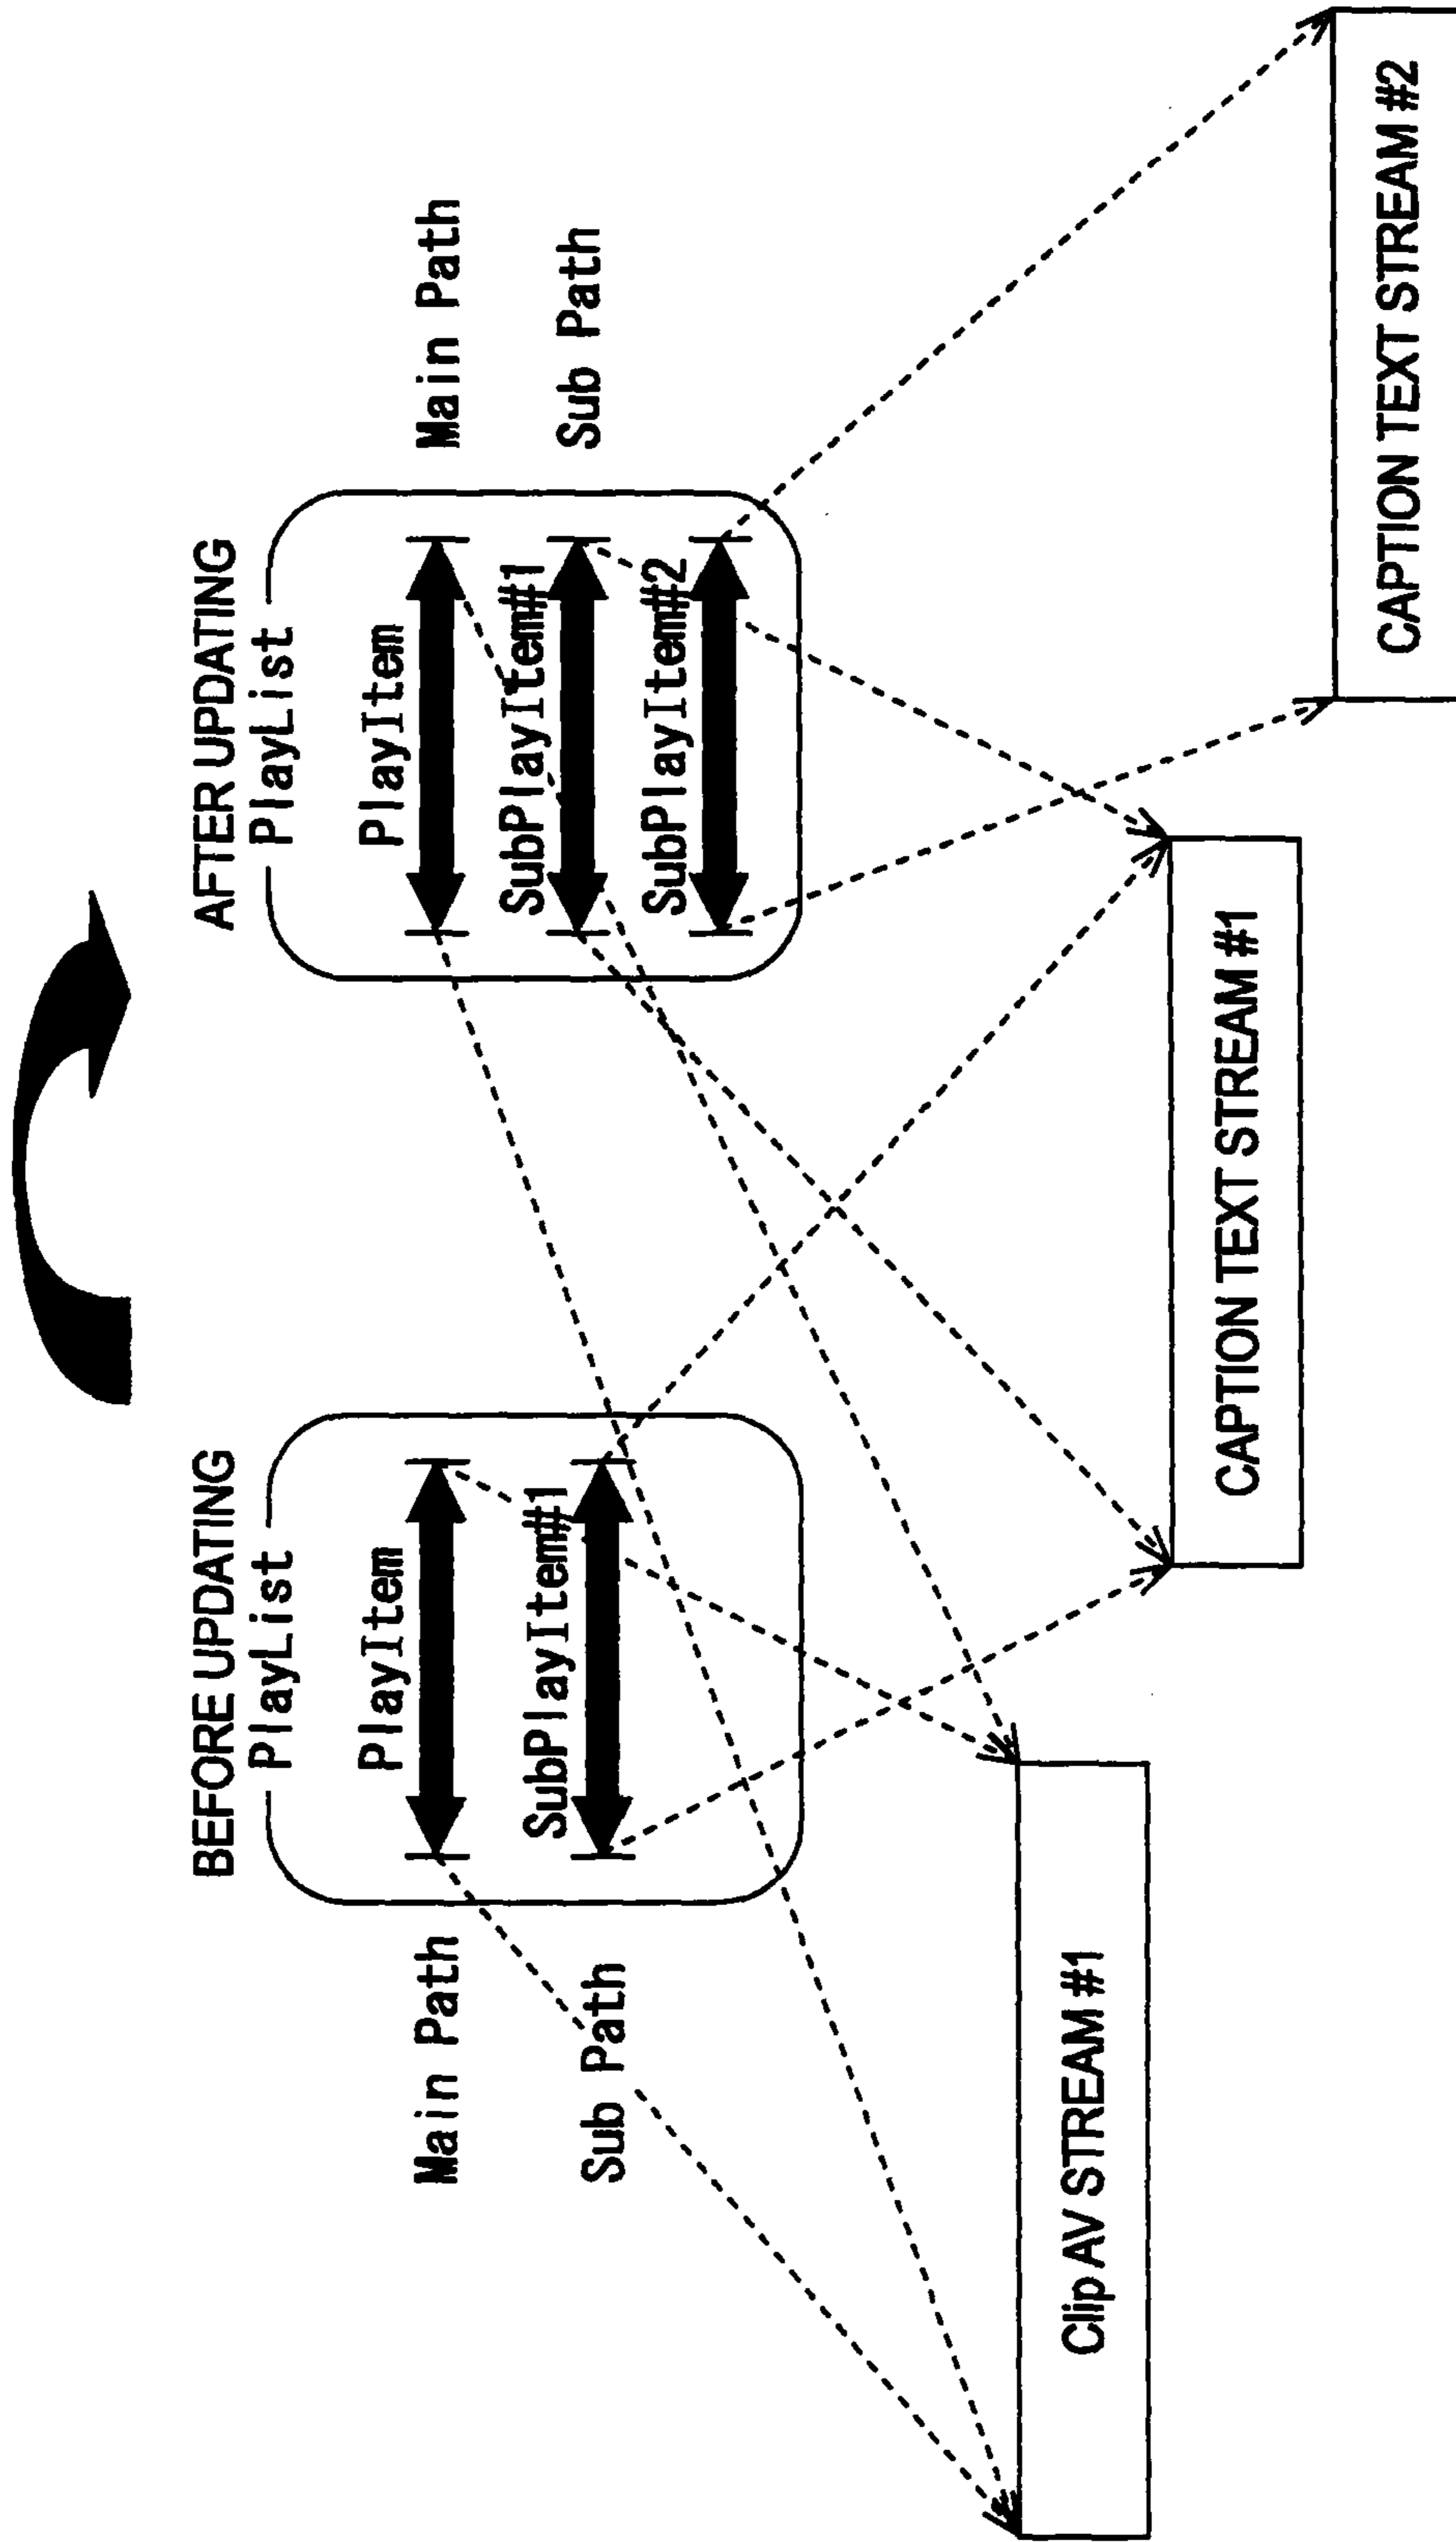 BEFORE UPDATING
PlayList
Main Path
PlayItem
Sub Path
SubPlayItem#1
AFTER UPDATING
PlayList
PlayItem
Main Path
SubPlayItem#1
Sub Path
SubPlayItem#2
Clip AV STREAM #1
CAPTION TEXT STREAM #1
CAPTION TEXT STREAM #2